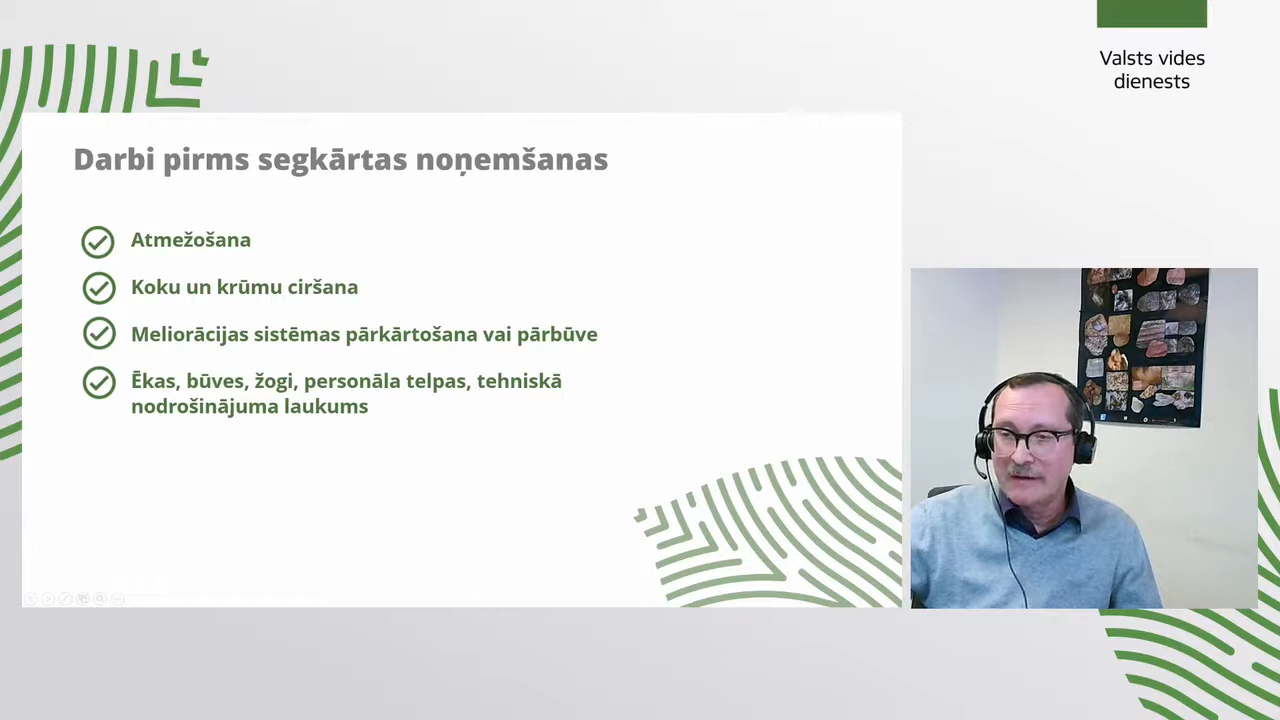 Valsts vides
dienests
Darbi pirms segkārtas noņemšanas
Atmežošana
Koku un krūmu ciršana
Meliorācijas sistēmas pārkārtošana vai pārbūve
Ēkas, būves, žogi, personāla telpas, tehniskā
nodrošinājuma laukums